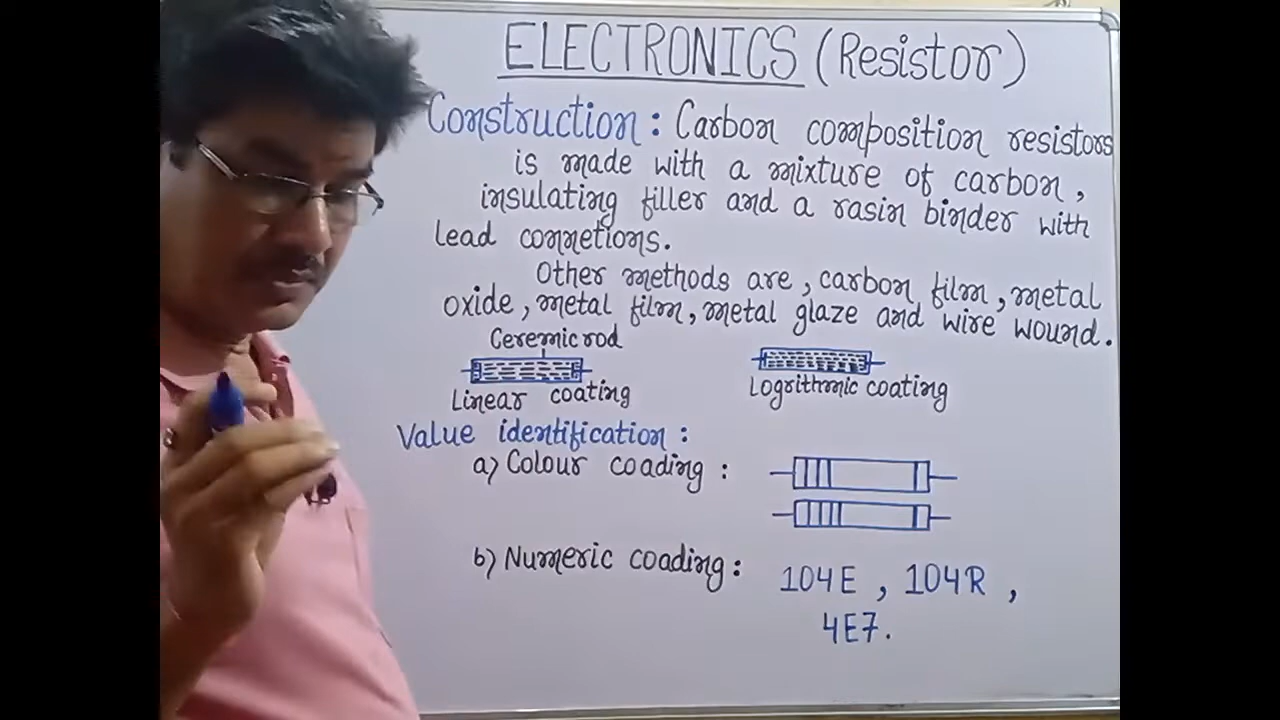 ELECTRONICS (Resistor)
Construction : Carbon composition resistors
is made with a mixture of carbon,
insulating filler and a rasin binder with
lead connetions.
Other methods are, carbon film, metal
oxide, metal film, metal glaze and wire wound.
Ceremic rod
Linear coating
Logrithmic coating
Value identification :
a) Colour coading :
b) Numeric coading :
104E , 104R ,
4E7.